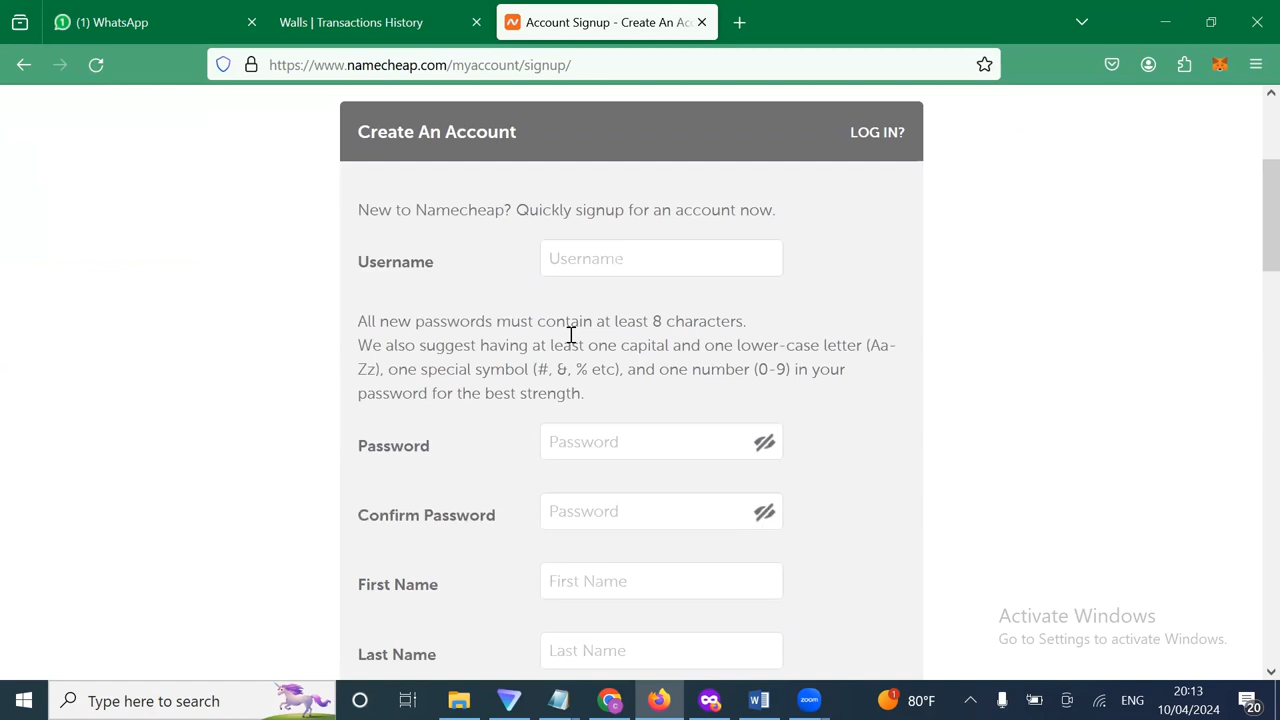 (1) WhatsApp
Walls | Transactions History
Account Signup - Create An Ac
https://www.namecheap.com/myaccount/signup/
Create An Account
LOG IN?
New to Namecheap? Quickly signup for an account now.
Username
Username
All new passwords must contain at least 8 characters.
We also suggest having at least one capital and one lower-case letter (Aa-
Zz), one special symbol (#, &, % etc), and one number (0-9) in your
password for the best strength.
Password
Password
Confirm Password
Password
First Name
First Name
Last Name
Last Name
Activate Windows
Go to Settings to activate Windows.
Type here to search
zoom
1
80°F
ENG
20:13
10/04/2024
20